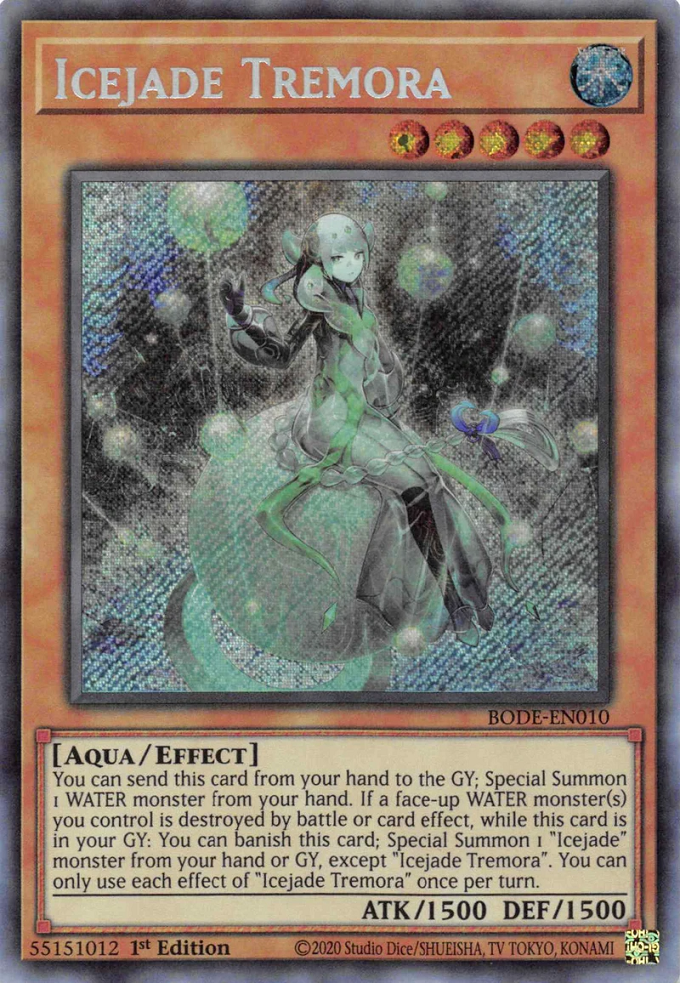 Icejade Tremora
BODE-EN010
[Aqua/Effect]
You can send this card from your hand to the GY; Special Summon
1 WATER monster from your hand. If a face-up WATER monster(s)
you control is destroyed by battle or card effect, while this card is
in your GY: You can banish this card; Special Summon 1 "Icejade"
monster from your hand or GY, except "Icejade Tremora". You can
only use each effect of "Icejade Tremora" once per turn.
ATK/1500 DEF/1500
55151012 1st Edition ©2020 Studio Dice/SHUEISHA, TV TOKYO, KONAMI